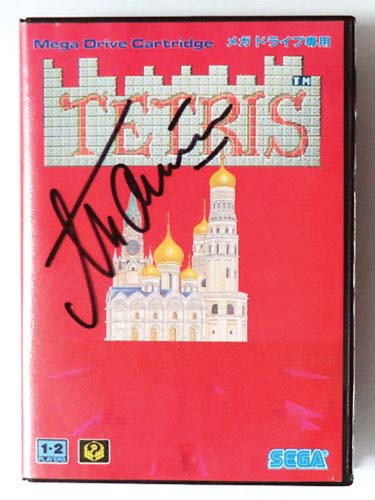 Mega Drive Cartridge メガドライブ専用
TETRIS TM
1-2
PLAYERS
?
SEGA